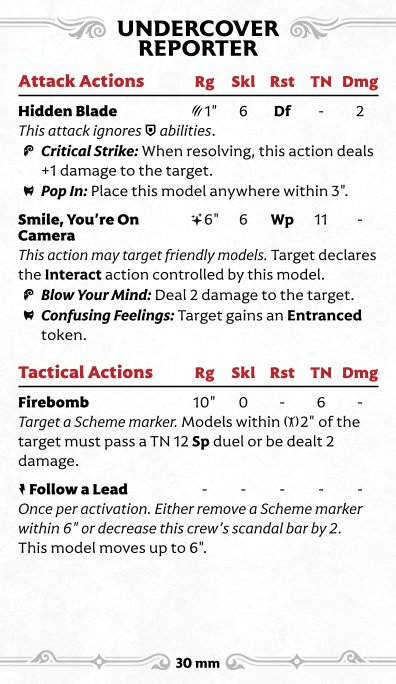 UNDERCOVER
REPORTER
Attack Actions Rg Skl Rst TN Dmg
Hidden Blade 1" 6 Df - 2
This attack ignores abilities.
Critical Strike: When resolving, this action deals
+1 damage to the target.
Pop In: Place this model anywhere within 3".
Smile, You're On
Camera 6" 6 Wp 11 -
This action may target friendly models. Target declares
the Interact action controlled by this model.
Blow Your Mind: Deal 2 damage to the target.
Confusing Feelings: Target gains an Entranced
token.
Tactical Actions Rg Skl Rst TN Dmg
Firebomb 10" 0 - 6 -
Target a Scheme marker. Models within 2" of the
target must pass a TN 12 Sp duel or be dealt 2
damage.
Follow a Lead - - - - -
Once per activation. Either remove a Scheme marker
within 6" or decrease this crew's scandal bar by 2.
This model moves up to 6".
30 mm